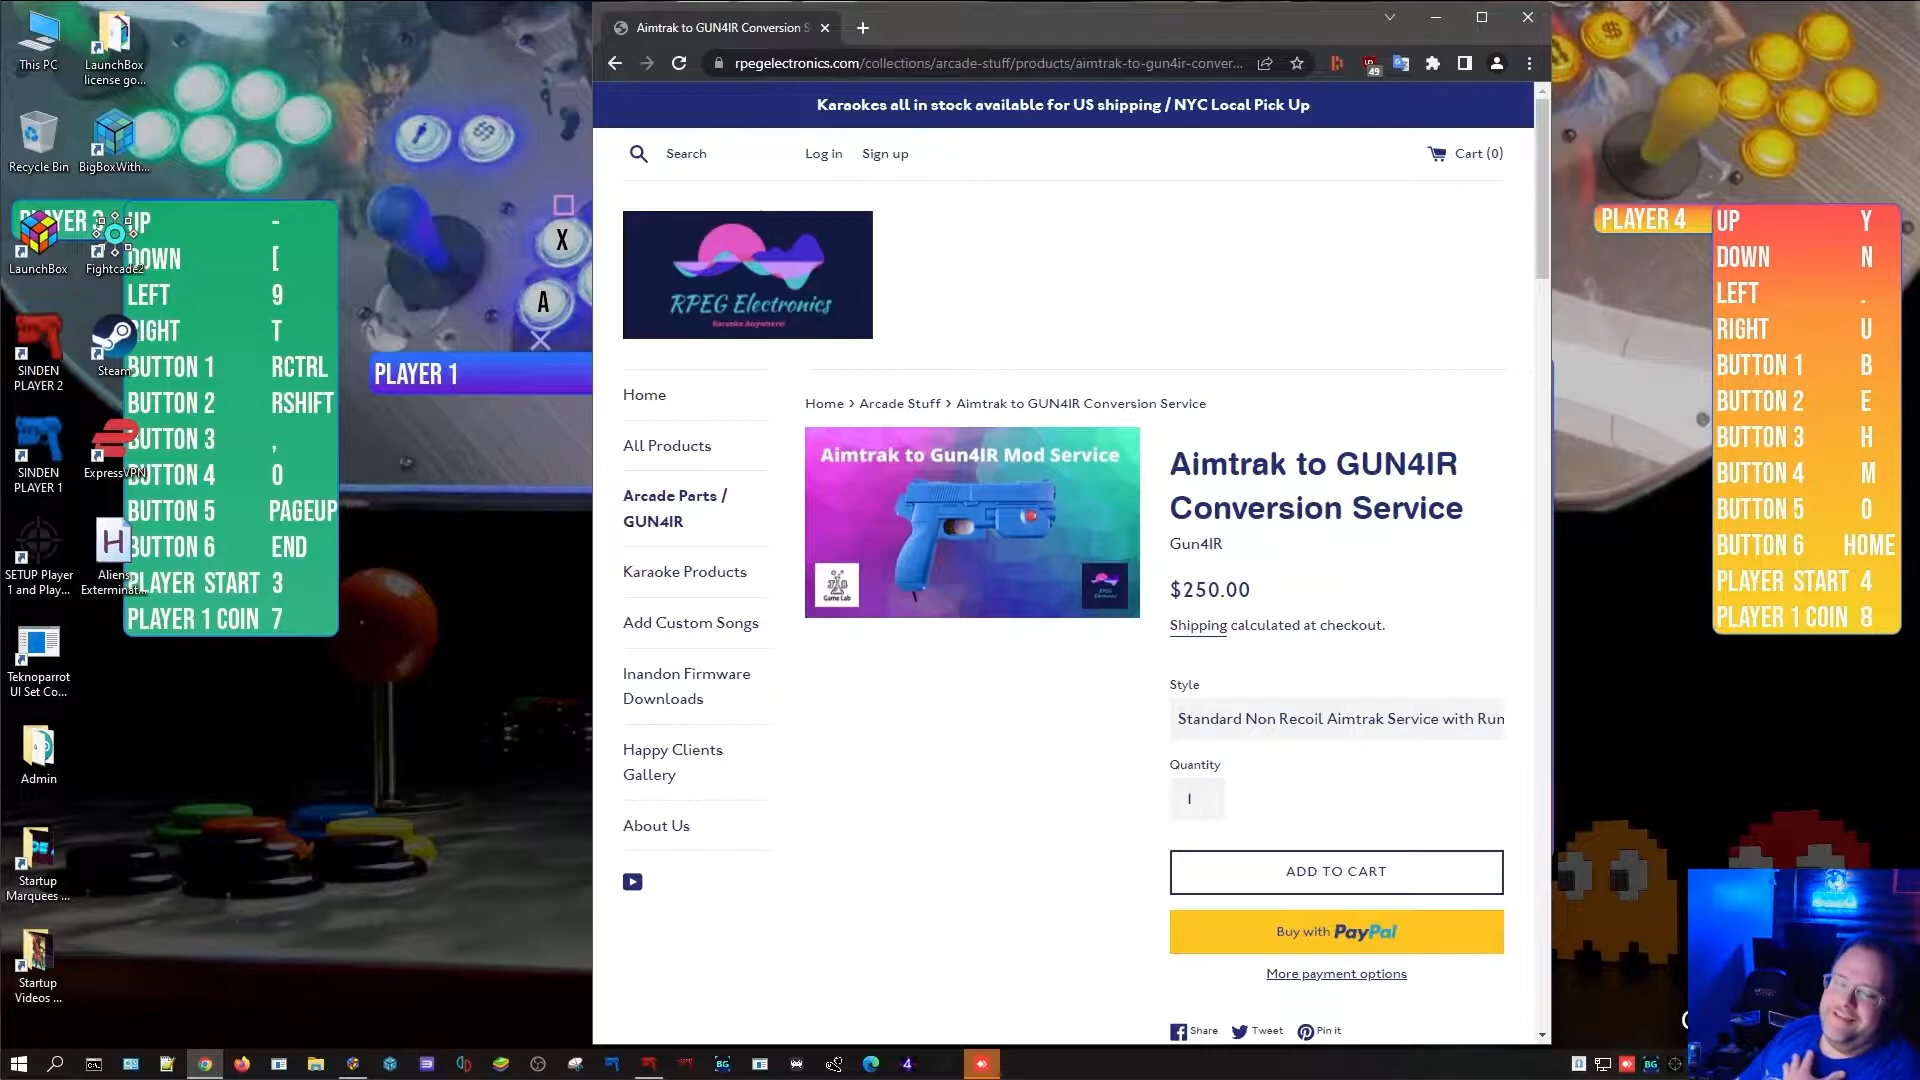 This PC
LaunchBox
license go...
Recycle Bin
BigBoxWith...
LaunchBox
Fightcade2
SINDEN
PLAYER 2
Steam
SINDEN
PLAYER 1
ExpressVPN
SETUP Player
1 and Play...
Aliens
Exterminat...
Teknoparrot
UI Set Co...
Admin
Startup
Marquees ...
Startup
Videos ...
UP -
DOWN [
LEFT 9
RIGHT T
BUTTON 1 RCTRL
BUTTON 2 RSHIFT
BUTTON 3 ,
BUTTON 4 O
BUTTON 5 PAGEUP
BUTTON 6 END
PLAYER START 3
PLAYER 1 COIN 7
PLAYER 1
X
A
Aimtrak to GUN4IR Conversion S
rpegelectronics.com/collections/arcade-stuff/products/aimtrak-to-gun4ir-conver...
49
Karaokes all in stock available for US shipping / NYC Local Pick Up
Search
Log in
Sign up
Cart (0)
RPEG Electronics
Karaoke Anywhere!
Home
All Products
Arcade Parts /
GUN4IR
Karaoke Products
Add Custom Songs
Inandon Firmware
Downloads
Happy Clients
Gallery
About Us
Home › Arcade Stuff › Aimtrak to GUN4IR Conversion Service
Aimtrak to Gun4IR Mod Service
Game Lab
Aimtrak to GUN4IR
Conversion Service
Gun4IR
$250.00
Shipping calculated at checkout.
Style
Standard Non Recoil Aimtrak Service with Run
Quantity
1
ADD TO CART
Buy with PayPal
More payment options
Share
Tweet
Pin it
PLAYER 4
UP Y
DOWN N
LEFT .
RIGHT U
BUTTON 1 B
BUTTON 2 E
BUTTON 3 H
BUTTON 4 M
BUTTON 5 O
BUTTON 6 HOME
PLAYER START 4
PLAYER 1 COIN 8
BG
4
BG